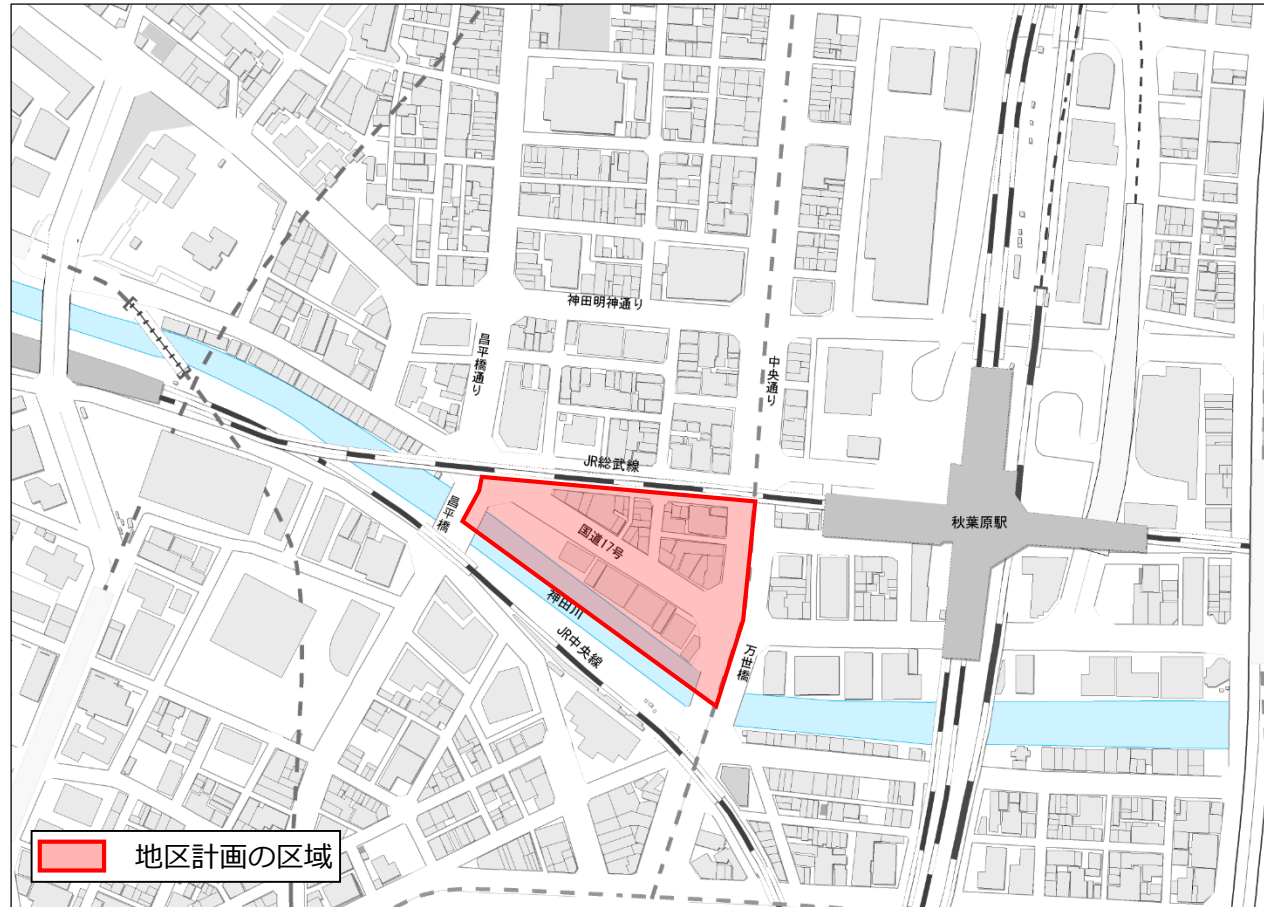 神田明神通り
昌平橋通り
中央通り
JR総武線
秋葉原駅
昌平橋
国道17号
神田川
JR中央線
万世橋
地区計画の区域